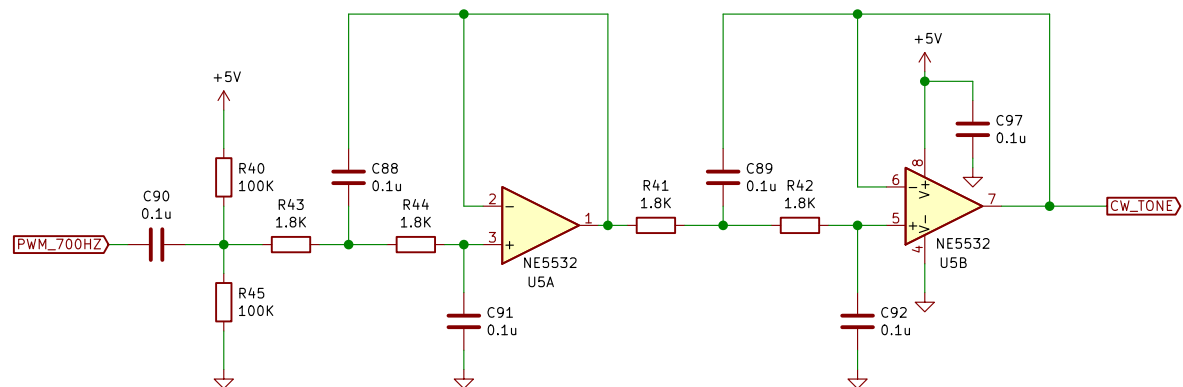 +5V
+5V
C97
0.1u
C88
0.1u
C89
0.1u
R40
100K
C90
0.1u
R43
1.8K
R44
1.8K
R41
1.8K
R42
1.8K
PWM_700HZ
2
−
3
+
1
NE5532
U5A
8
V+
6
−
5
+
V−
4
7
NE5532
U5B
CW_TONE
R45
100K
C91
0.1u
C92
0.1u